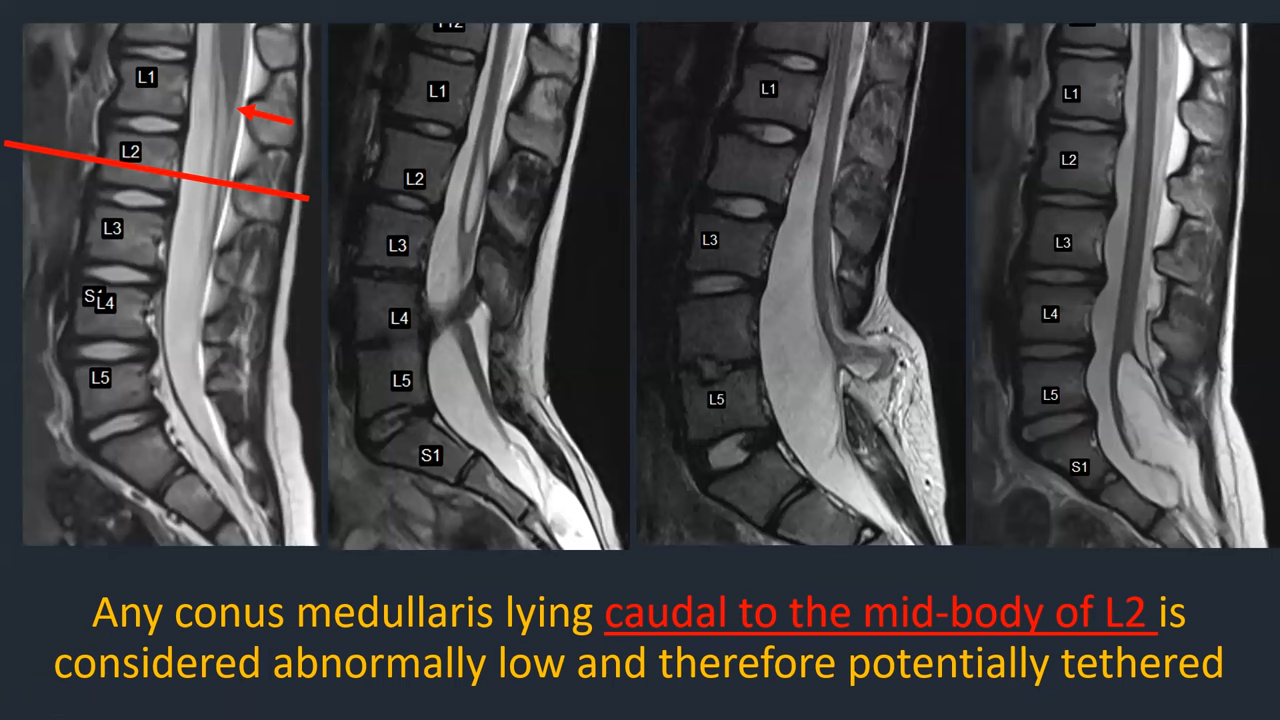 L1
L2
L3
S1
L4
L5
L1
L2
L3
L4
L5
S1
L1
L3
L5
L1
L2
L3
L4
L5
S1
Any conus medullaris lying caudal to the mid-body of L2 is
considered abnormally low and therefore potentially tethered